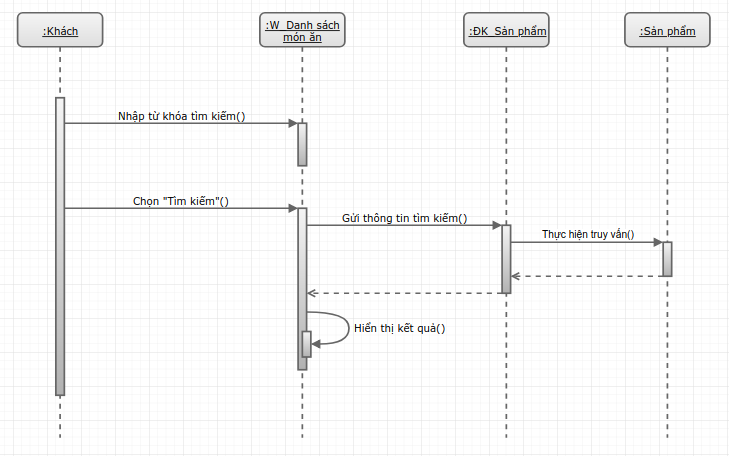 :Khách
:W_Danh sách
món ăn
:ĐK_Sản phẩm
:Sản phẩm
Nhập từ khóa tìm kiếm()
Chọn "Tìm kiếm"()
Gửi thông tin tìm kiếm()
Thực hiện truy vấn()
Hiển thị kết quả()